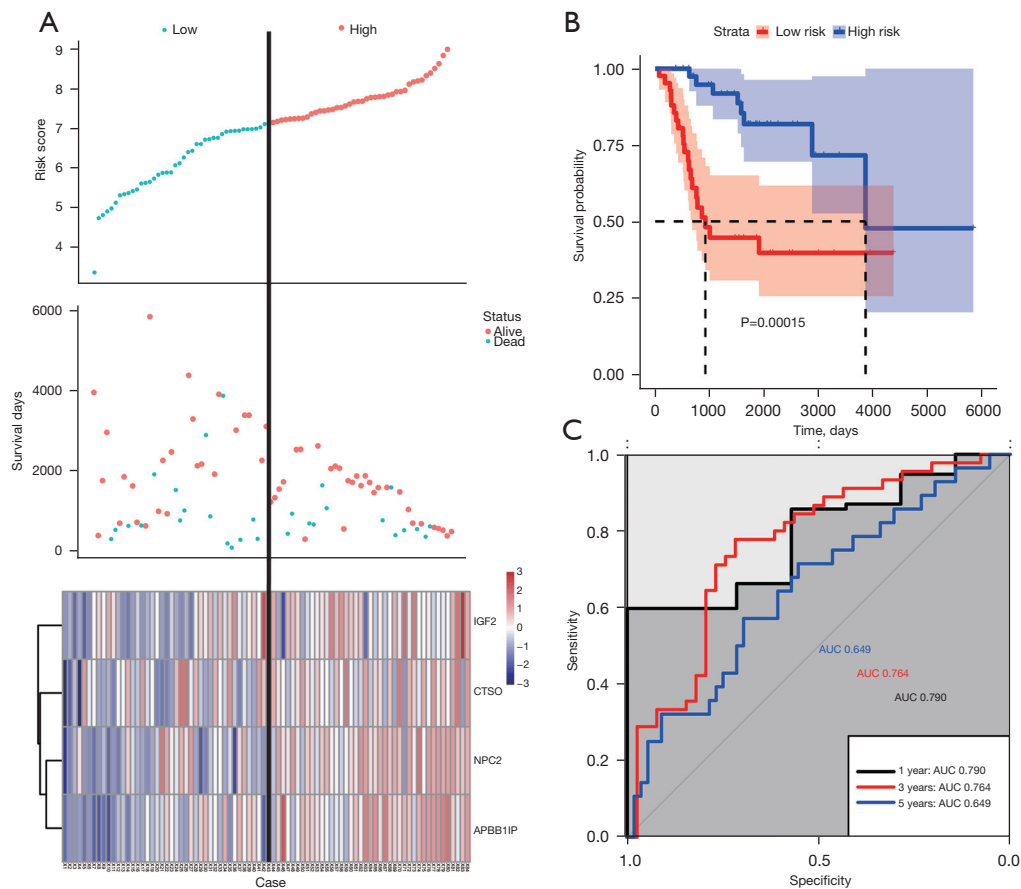 A
Low
High
9
8
7
6
5
4
Risk score
6000
4000
2000
0
Survival days
Status
Alive
Dead
3
2
1
0
−1
−2
−3
IGF2
CTSO
NPC2
APBB1IP
Case
B
Strata
Low risk
High risk
1.00
0.75
0.50
0.25
0.00
Survival probability
P=0.00015
0 1000 2000 3000 4000 5000 6000
Time, days
C
1.0
0.8
0.6
0.4
0.2
0.0
Sensitivity
AUC 0.649
AUC 0.764
AUC 0.790
1 year: AUC 0.790
3 years: AUC 0.764
5 years: AUC 0.649
1.0 0.5 0.0
Specificity